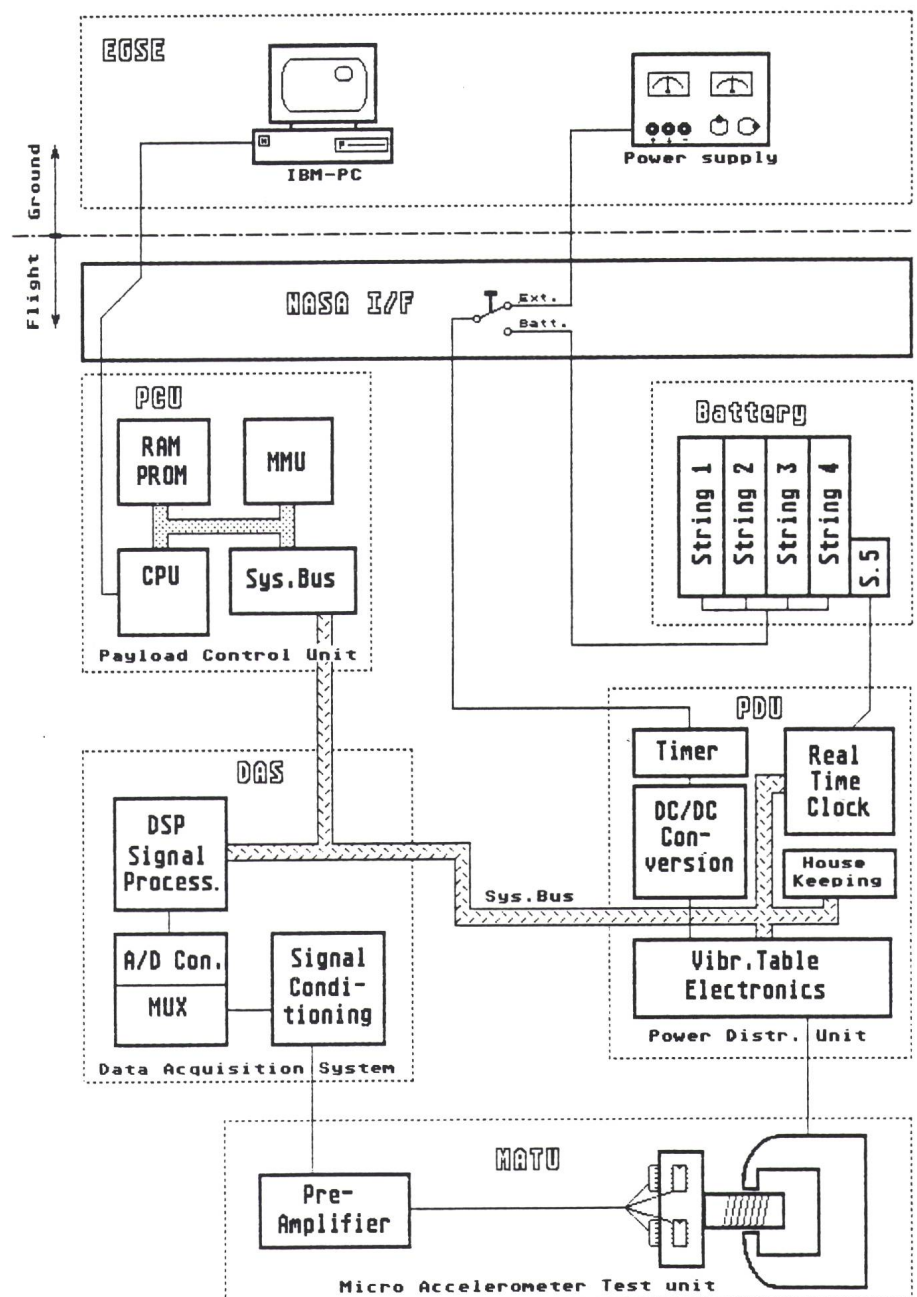 EGSE
IBM-PC
Power supply
Ground
Flight
NASA I/F
Ext.
Batt.
PCU
RAM
PROM
MMU
CPU
Sys.Bus
Payload Control Unit
Battery
String 1
String 2
String 3
String 4
S.5
DAS
DSP
Signal
Process.
A/D Con.
MUX
Signal
Condi-
tioning
Data Acquisition System
Sys.Bus
PDU
Timer
DC/DC
Con-
version
Real
Time
Clock
House
Keeping
Vibr.Table
Electronics
Power Distr. Unit
MATU
Pre-
Amplifier
Micro Accelerometer Test unit